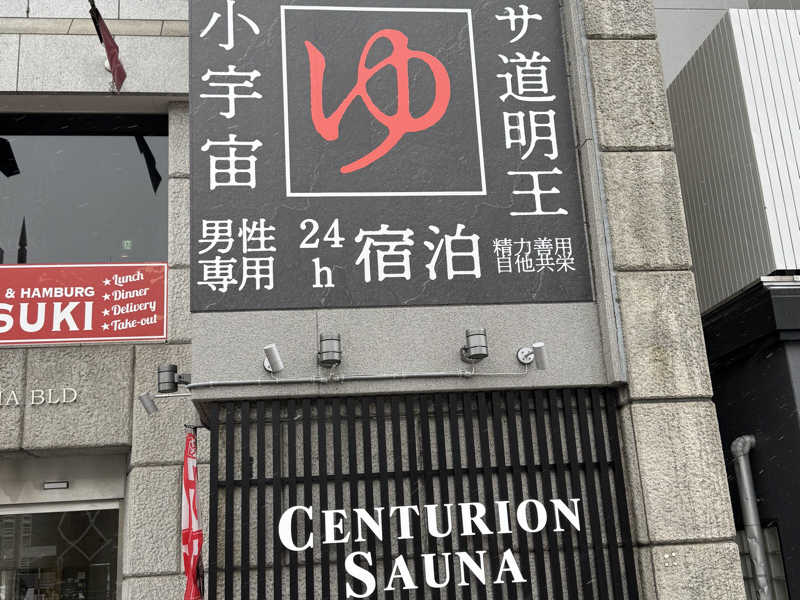 小宇宙
ゆ
サ道明王
男性
専用
24
h
宿泊
精力善用
自他共栄
& HAMBURG
SUKI
★Lunch
★Dinner
★Delivery
★Take-out
BLD
CENTURION
SAUNA